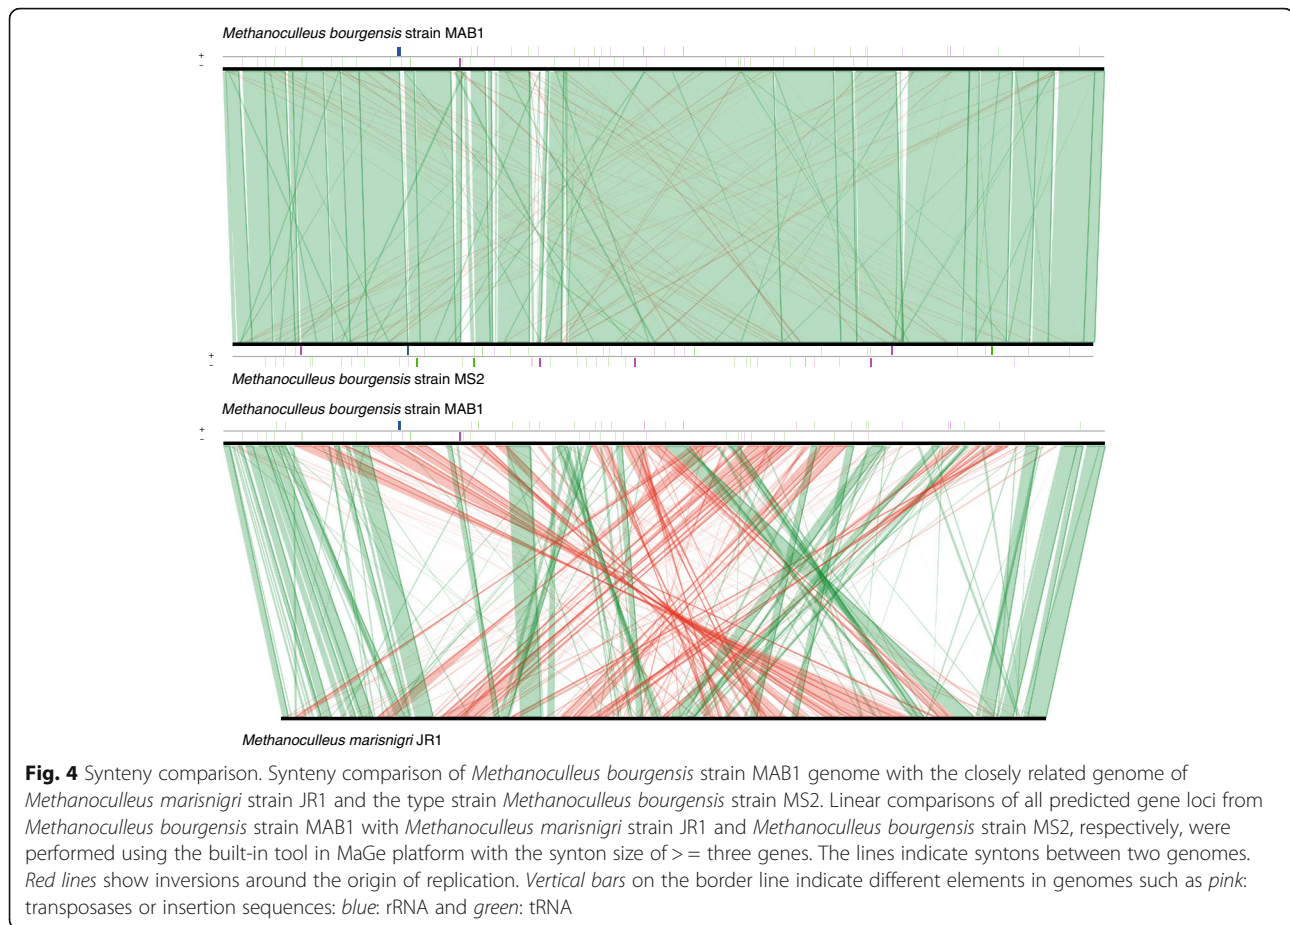 Methanoculleus bourgensis strain MAB1
+
-
+
-
Methanoculleus bourgensis strain MS2
Methanoculleus bourgensis strain MAB1
+
-
Methanoculleus marisnigri JR1
Fig. 4 Synteny comparison. Synteny comparison of Methanoculleus bourgensis strain MAB1 genome with the closely related genome of
Methanoculleus marisnigri strain JR1 and the type strain Methanoculleus bourgensis strain MS2. Linear comparisons of all predicted gene loci from
Methanoculleus bourgensis strain MAB1 with Methanoculleus marisnigri strain JR1 and Methanoculleus bourgensis strain MS2, respectively, were
performed using the built-in tool in MaGe platform with the synton size of > = three genes. The lines indicate syntons between two genomes.
Red lines show inversions around the origin of replication. Vertical bars on the border line indicate different elements in genomes such as pink:
transposases or insertion sequences: blue: rRNA and green: tRNA